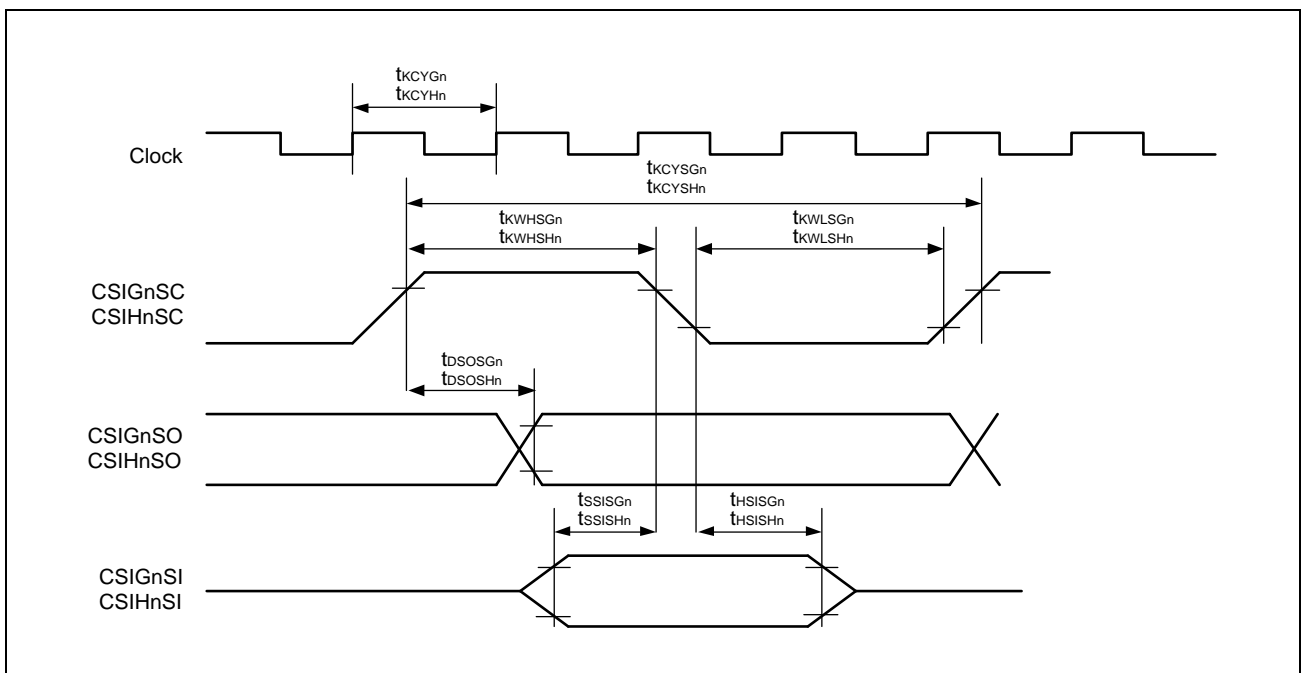 tKCYGn
tKCYHn
Clock
tKCYSGn
tKCYSHn
tKWHSGn
tKWHSHn
tKWLSGn
tKWLSHn
CSIGnSC
CSIHnSC
tDSOSGn
tDSOSHn
CSIGnSO
CSIHnSO
tSSISGn
tSSISHn
tHSISGn
tHSISHn
CSIGnSI
CSIHnSI